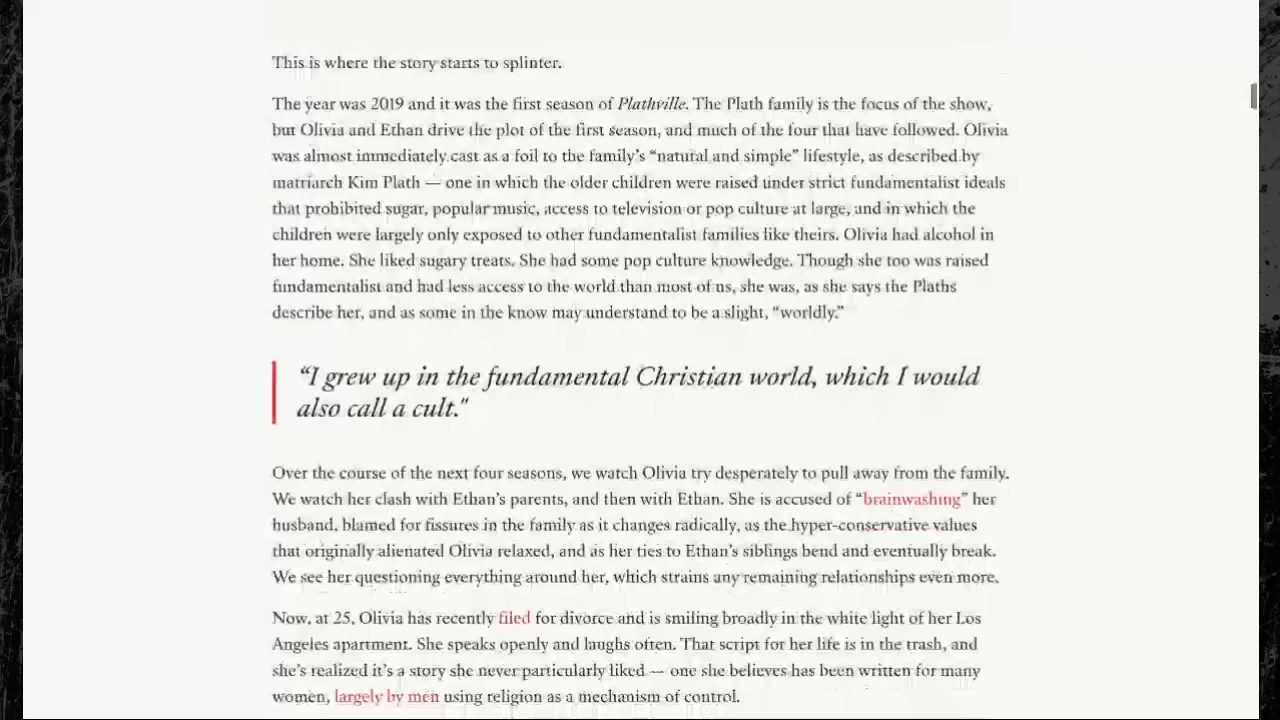 This is where the story starts to splinter.
The year was 2019 and it was the first season of Plathville. The Plath family is the focus of the show,
but Olivia and Ethan drive the plot of the first season, and much of the four that have followed. Olivia
was almost immediately cast as a foil to the family’s “natural and simple” lifestyle, as described by
matriarch Kim Plath — one in which the older children were raised under strict fundamentalist ideals
that prohibited sugar, popular music, access to television or pop culture at large, and in which the
children were largely only exposed to other fundamentalist families like theirs. Olivia had alcohol in
her home. She liked sugary treats. She had some pop culture knowledge. Though she too was raised
fundamentalist and had less access to the world than most of us, she was, as she says the Plaths
describe her, and as some in the know may understand to be a slight, “worldly.”
“I grew up in the fundamental Christian world, which I would
also call a cult."
Over the course of the next four seasons, we watch Olivia try desperately to pull away from the family.
We watch her clash with Ethan’s parents, and then with Ethan. She is accused of “brainwashing” her
husband, blamed for fissures in the family as it changes radically, as the hyper-conservative values
that originally alienated Olivia relaxed, and as her ties to Ethan’s siblings bend and eventually break.
We see her questioning everything around her, which strains any remaining relationships even more.
Now, at 25, Olivia has recently filed for divorce and is smiling broadly in the white light of her Los
Angeles apartment. She speaks openly and laughs often. That script for her life is in the trash, and
she’s realized it’s a story she never particularly liked — one she believes has been written for many
women, largely by men using religion as a mechanism of control.